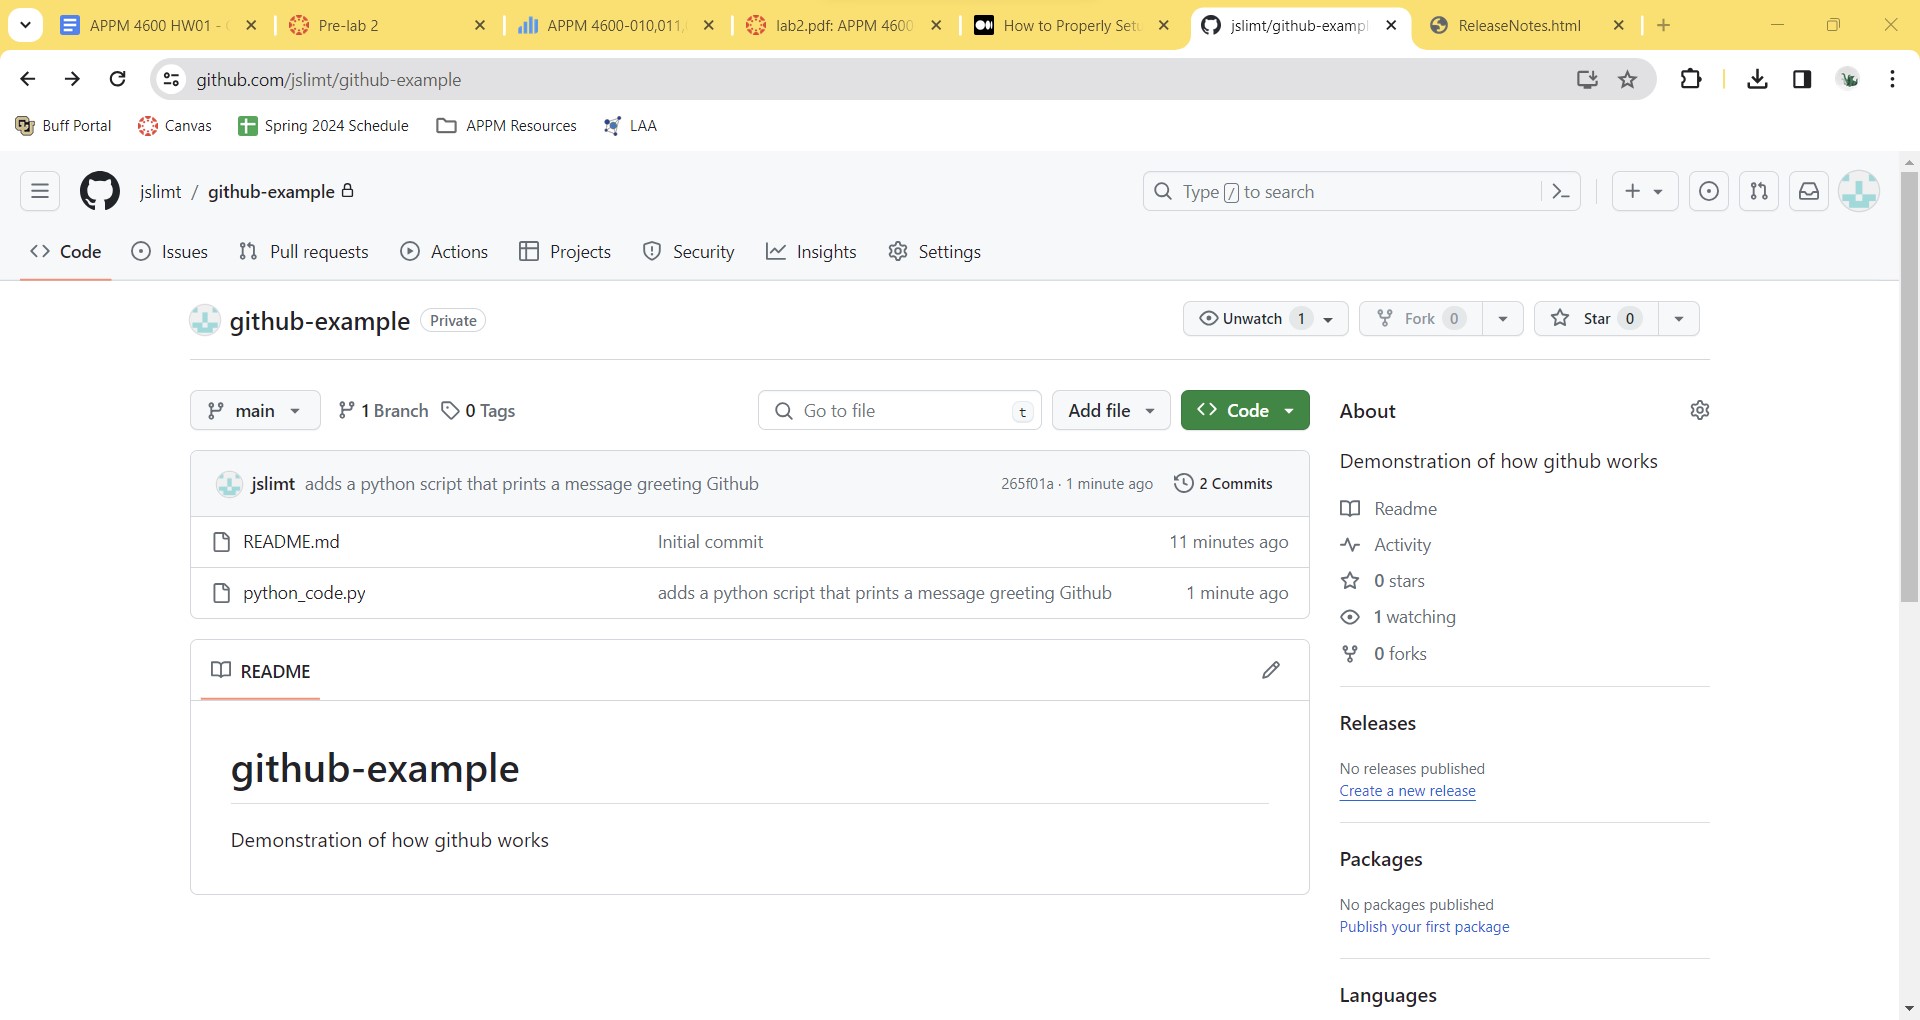 APPM 4600 HW01 -
Pre-lab 2
APPM 4600-010,011,
lab2.pdf: APPM 4600
How to Properly Setu
jslimt/github-exampl
ReleaseNotes.html
github.com/jslimt/github-example
Buff Portal
Canvas
Spring 2024 Schedule
APPM Resources
LAA
jslimt / github-example
Type / to search
Code
Issues
Pull requests
Actions
Projects
Security
Insights
Settings
github-example
Private
Unwatch 1
Fork 0
Star 0
main
1 Branch
0 Tags
Go to file
t
Add file
Code
jslimt adds a python script that prints a message greeting Github
265f01a · 1 minute ago
2 Commits
README.md
Initial commit
11 minutes ago
python_code.py
adds a python script that prints a message greeting Github
1 minute ago
README
github-example
Demonstration of how github works
About
Demonstration of how github works
Readme
Activity
0 stars
1 watching
0 forks
Releases
No releases published
Create a new release
Packages
No packages published
Publish your first package
Languages